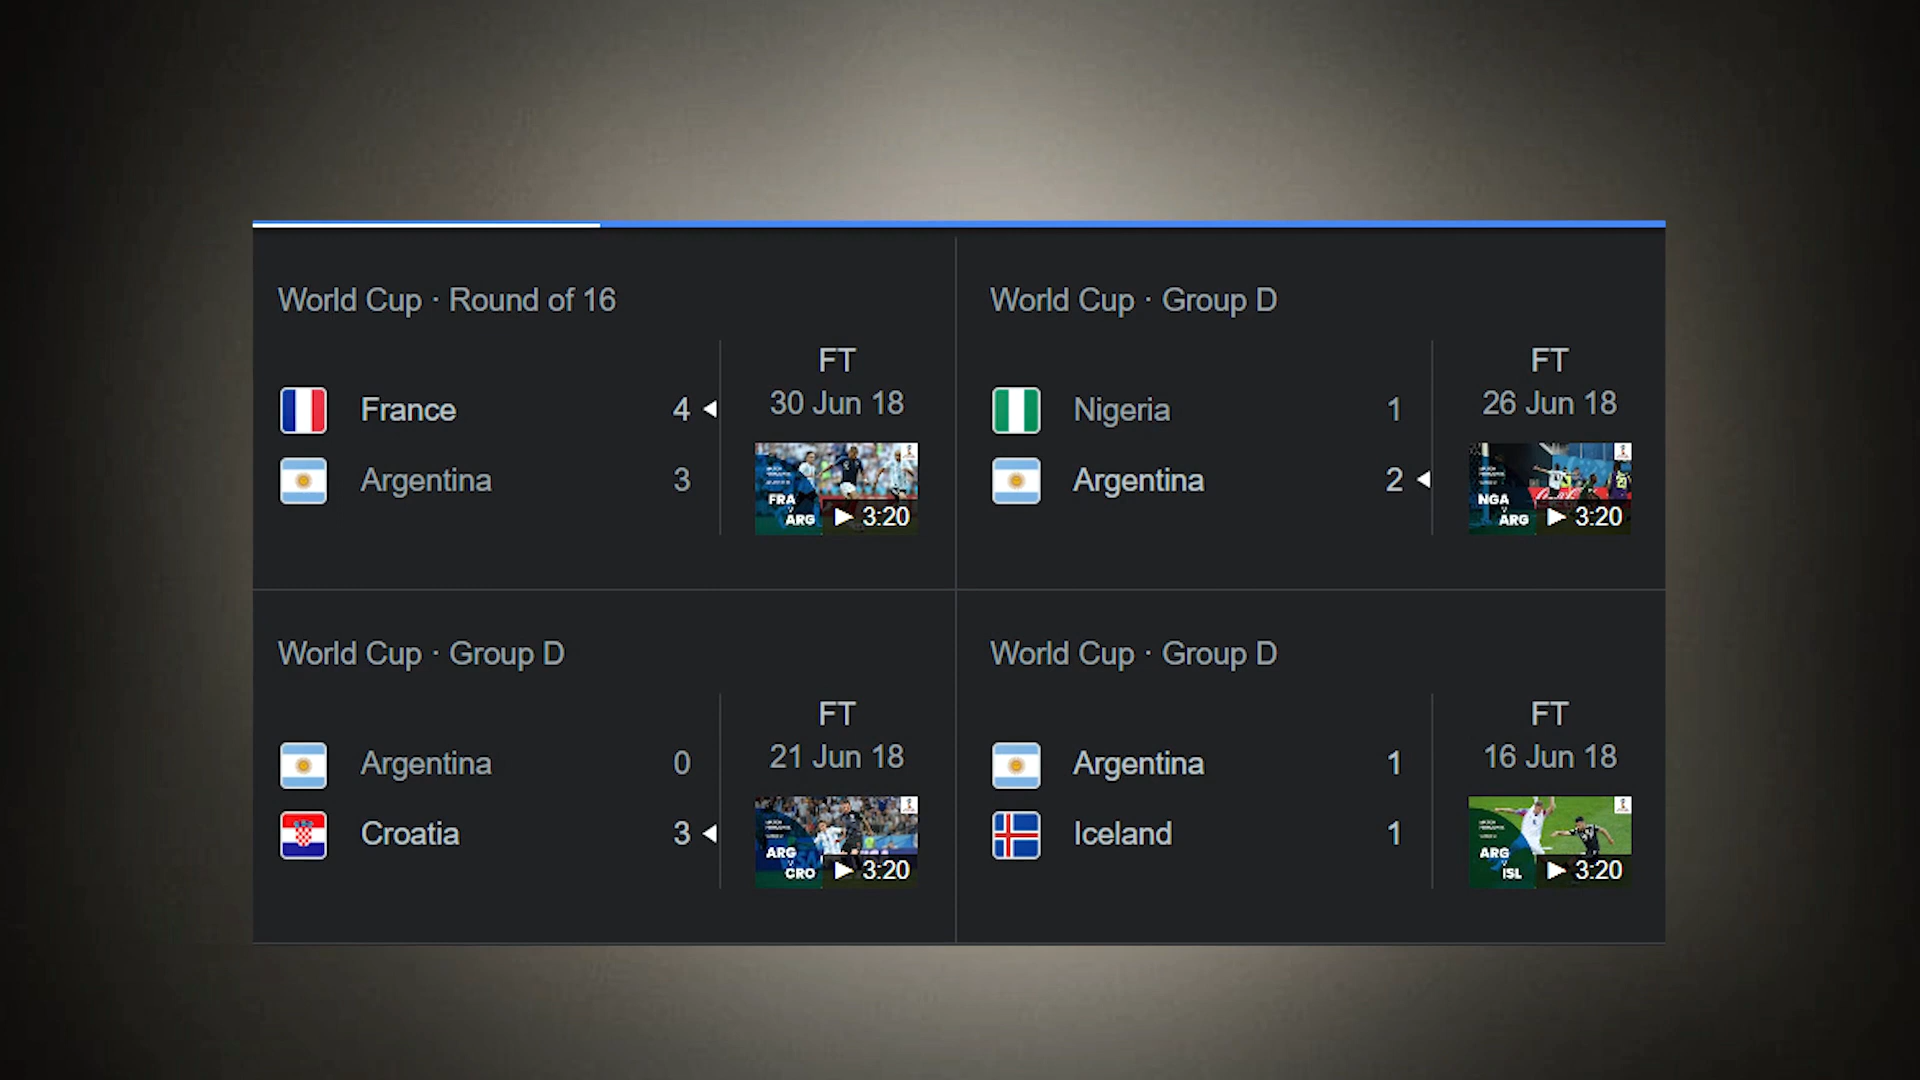 World Cup · Round of 16
FT
30 Jun 18
France 4
Argentina 3
FRA
V
ARG
3:20
World Cup · Group D
FT
26 Jun 18
Nigeria 1
Argentina 2
NGA
V
ARG
3:20
World Cup · Group D
FT
21 Jun 18
Argentina 0
Croatia 3
ARG
V
CRO
3:20
World Cup · Group D
FT
16 Jun 18
Argentina 1
Iceland 1
ARG
V
ISL
3:20